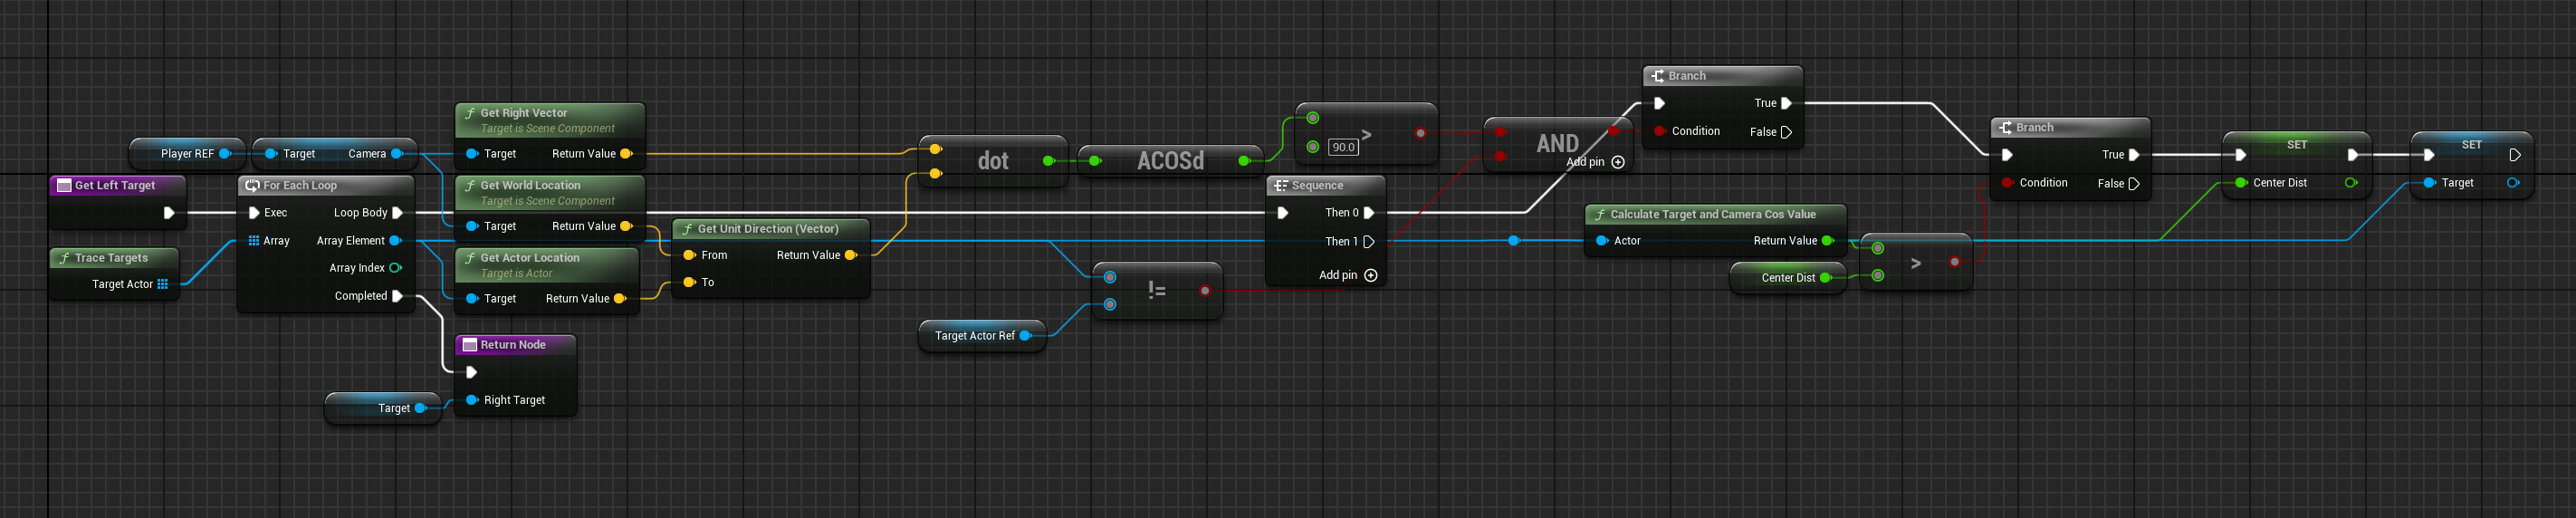 Get Left Target
Trace Targets
Target Actor
Player REF
Target Camera
For Each Loop
Exec Loop Body
Array Array Element
Array Index
Completed
Get Right Vector
Target is Scene Component
Target Return Value
Get World Location
Target is Scene Component
Target Return Value
Get Actor Location
Target is Actor
Target Return Value
Return Node
Right Target
Target
Get Unit Direction (Vector)
From Return Value
To
dot
ACOSd
Target Actor Ref
!=
>
90.0
Sequence
Then 0
Then 1
Add pin
AND
Add pin
Branch
True
Condition False
Calculate Target and Camera Cos Value
Actor Return Value
Center Dist
>
Branch
True
Condition False
SET
Center Dist
SET
Target